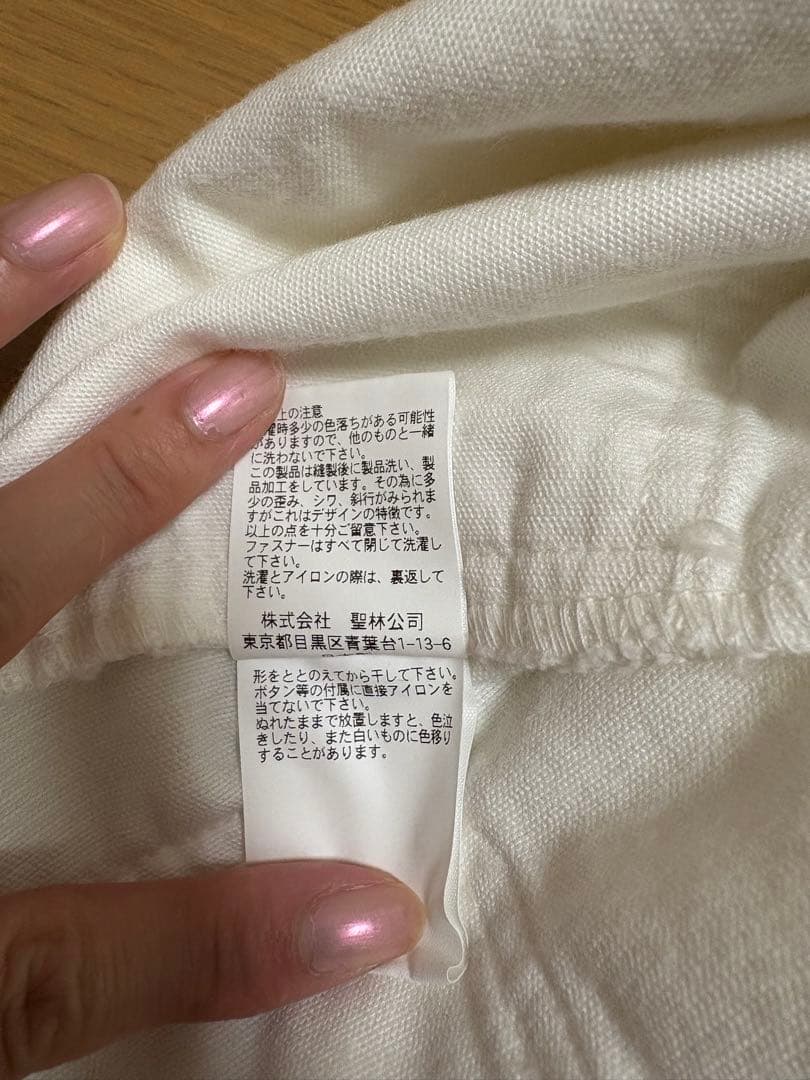 上の注意
時多少の色落ちがある可能性
がありますので、他のものと一緒
に洗わないで下さい。
この製品は縫製後に製品洗い、製
品加工をしています。その為に多
少の歪み、シワ、斜行がみられま
すがこれはデザインの特徴です。
以上の点を十分ご留意下さい。
ファスナーはすべて閉じて洗濯し
て下さい。
洗濯とアイロンの際は、裏返して
下さい。
株式会社 聖林公司
東京都目黒区青葉台1-13-6
形をととのえてから干して下さい。
ボタン等の付属に直接アイロンを
当てないで下さい。
ぬれたままで放置しますと、色泣
きしたり、また白いものに色移り
することがあります。